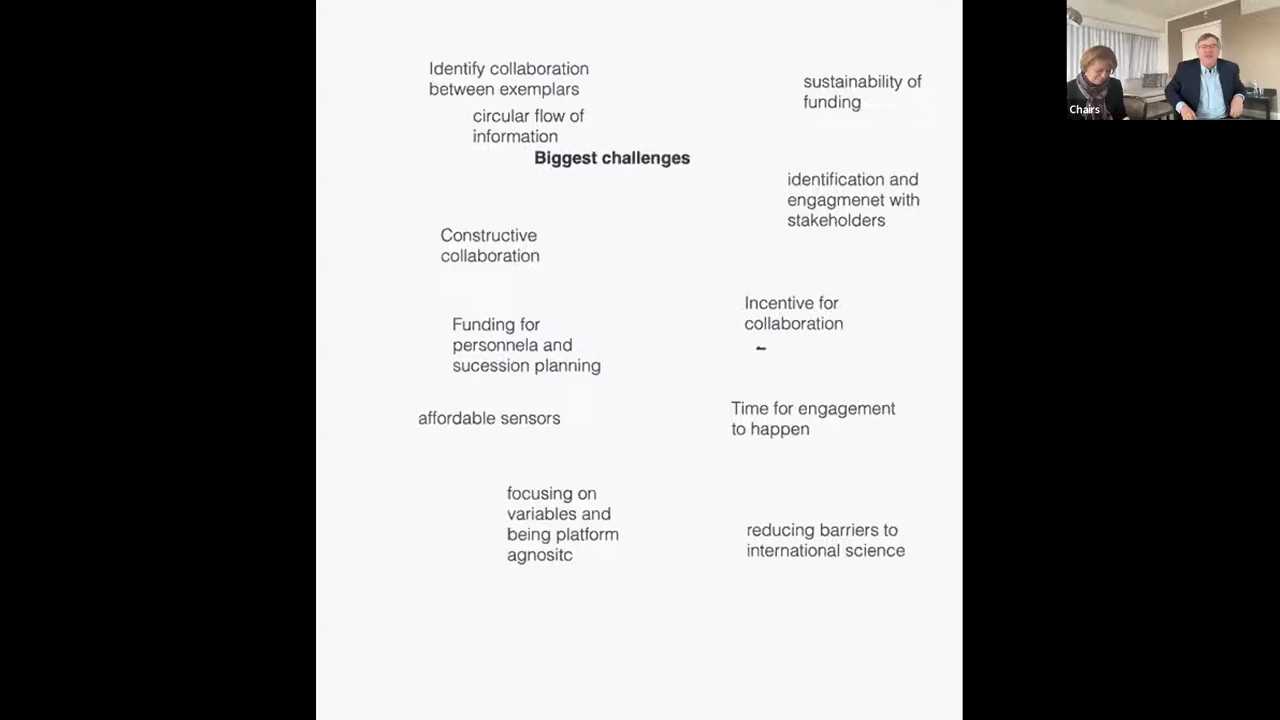 Identify collaboration
between exemplars
circular flow of
information
Biggest challenges
sustainability of
funding
Chairs
identification and
engagmenet with
stakeholders
Constructive
collaboration
Incentive for
collaboration
Funding for
personnela and
sucession planning
affordable sensors
Time for engagement
to happen
focusing on
variables and
being platform
agnositc
reducing barriers to
international science